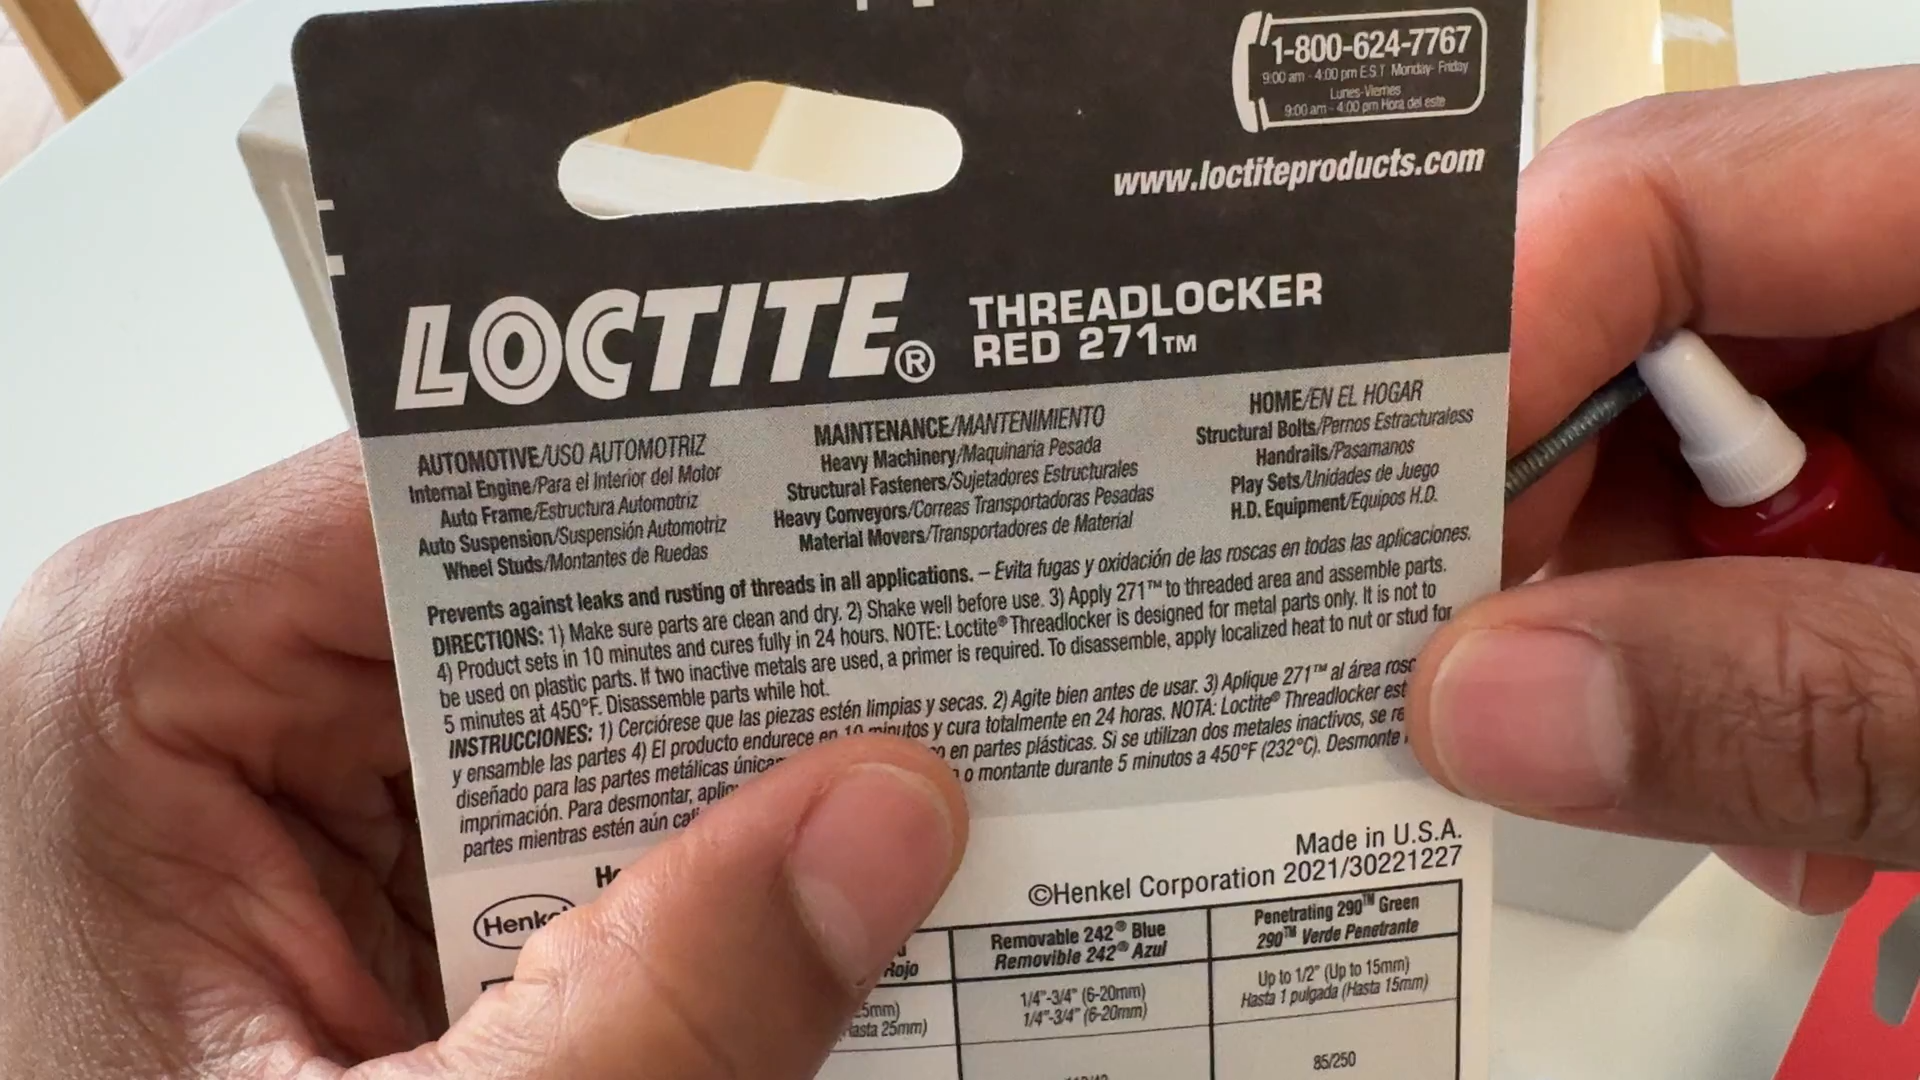 1-800-624-7767
9:00 am - 4:00 pm E.S.T. Monday- Friday
Lunes-Viernes
9:00 am - 4:00 pm Hora del este
www.loctiteproducts.com
LOCTITE® THREADLOCKER
RED 271™
AUTOMOTIVE/USO AUTOMOTRIZ
Internal Engine/Para el Interior del Motor
Auto Frame/Estructura Automotriz
Auto Suspension/Suspensión Automotriz
Wheel Studs/Montantes de Ruedas
MAINTENANCE/MANTENIMIENTO
Heavy Machinery/Maquinaria Pesada
Structural Fasteners/Sujetadores Estructurales
Heavy Conveyors/Correas Transportadoras Pesadas
Material Movers/Transportadores de Material
HOME/EN EL HOGAR
Structural Bolts/Pernos Estracturaless
Handrails/Pasamanos
Play Sets/Unidades de Juego
H.D. Equipment/Equipos H.D.
Prevents against leaks and rusting of threads in all applications. – Evita fugas y oxidación de las roscas en todas las aplicaciones.
DIRECTIONS: 1) Make sure parts are clean and dry. 2) Shake well before use. 3) Apply 271™ to threaded area and assemble parts.
4) Product sets in 10 minutes and cures fully in 24 hours. NOTE: Loctite® Threadlocker is designed for metal parts only. It is not to
be used on plastic parts. If two inactive metals are used, a primer is required. To disassemble, apply localized heat to nut or stud for
5 minutes at 450°F. Disassemble parts while hot.
INSTRUCCIONES: 1) Cerciórese que las piezas estén limpias y secas. 2) Agite bien antes de usar. 3) Aplique 271™ al área
y ensamble las partes 4) El producto endurece en 10 minutos y cura totalmente en 24 horas. NOTA: Loctite® Threadlocker
diseñado para las partes metálicas en partes plásticas. Si se utilizan dos metales inactivos, se
imprimación. Para desmontar, o montante durante 5 minutos a 450°F (232°C). Desmonte
partes mientras estén aún
Made in U.S.A.
©Henkel Corporation 2021/30221227
Henkel
Rojo
Removable 242® Blue
Removible 242® Azul
Penetrating 290™ Green
290™ Verde Penetrante
25mm)
1/4"-3/4" (6-20mm)
1/4"-3/4" (6-20mm)
Up to 1/2" (Up to 15mm)
Hasta 1 pulgada (Hasta 15mm)
85/250